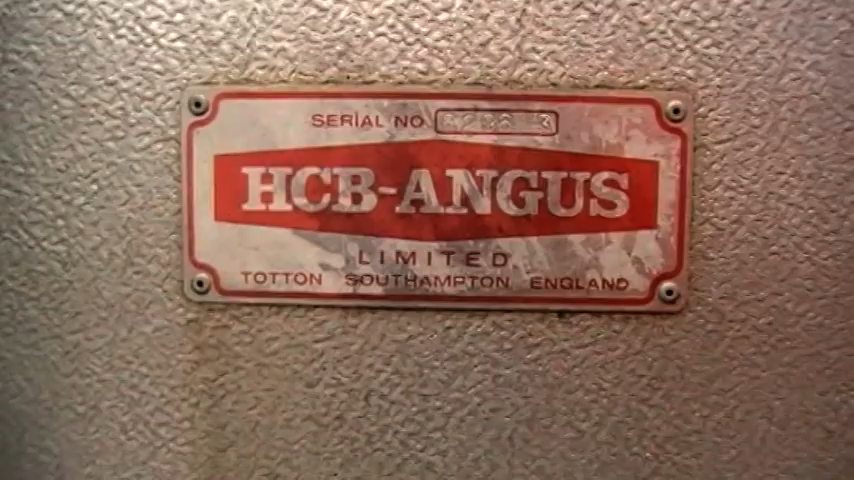 SERIAL NO.
HCB-ANGUS
LIMITED
TOTTON SOUTHAMPTON ENGLAND